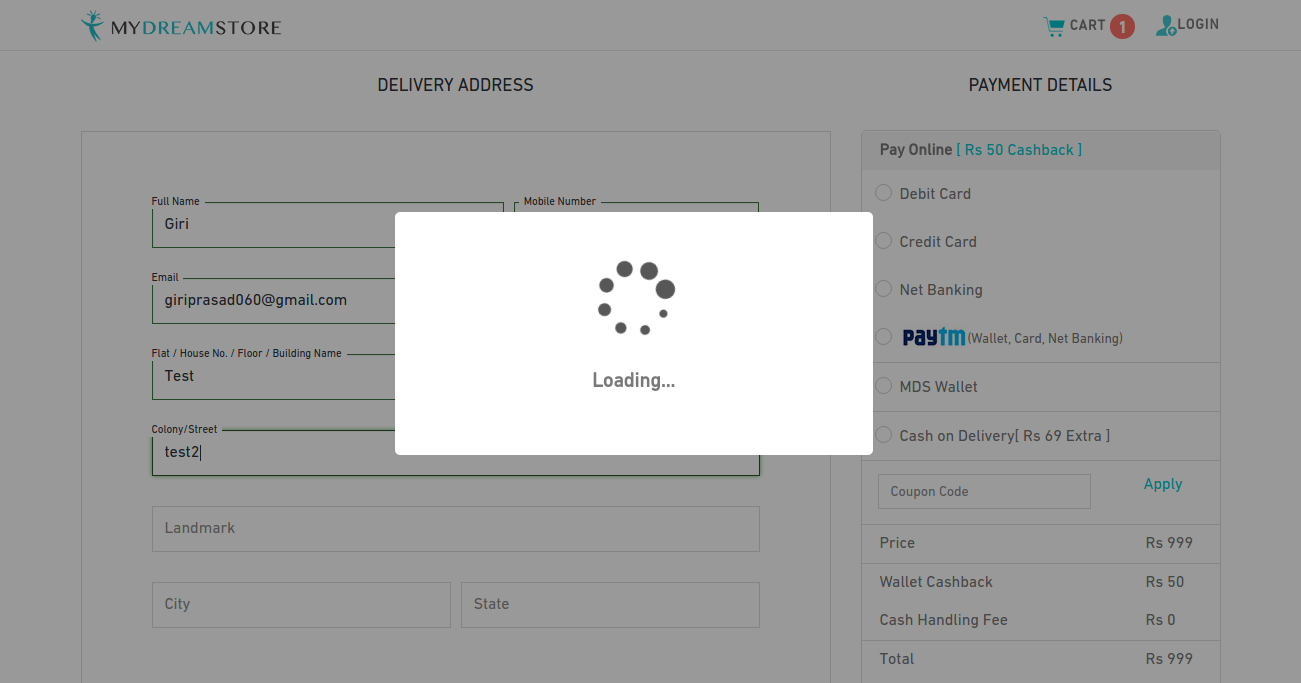 MYDREAMSTORE
CART 1
LOGIN
DELIVERY ADDRESS
PAYMENT DETAILS
Full Name
Giri
Mobile Number
Email
giriprasad060@gmail.com
Flat / House No. / Floor / Building Name
Test
Colony/Street
test2
Landmark
City
State
Loading...
Pay Online [ Rs 50 Cashback ]
Debit Card
Credit Card
Net Banking
paytm (Wallet, Card, Net Banking)
MDS Wallet
Cash on Delivery[ Rs 69 Extra ]
Coupon Code
Apply
Price Rs 999
Wallet Cashback Rs 50
Cash Handling Fee Rs 0
Total Rs 999